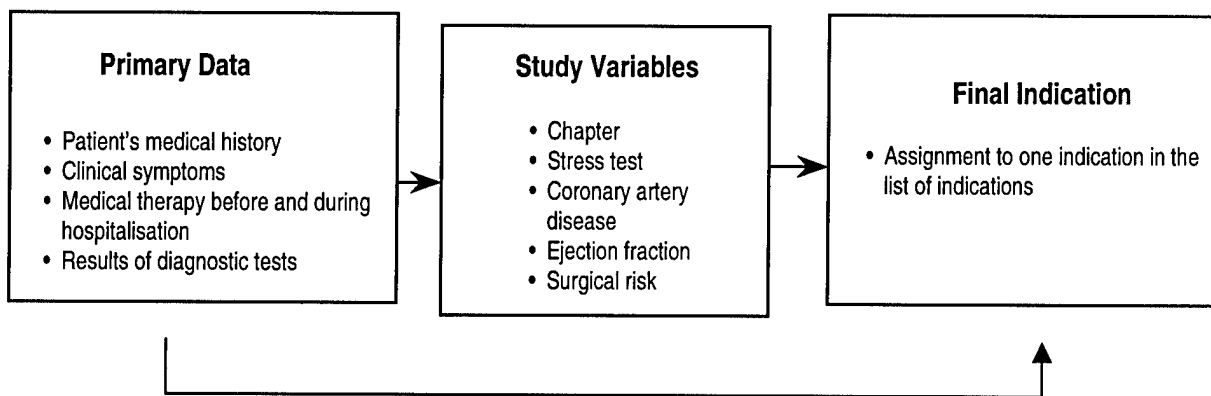 Primary Data
• Patient's medical history
• Clinical symptoms
• Medical therapy before and during
hospitalisation
• Results of diagnostic tests
Study Variables
• Chapter
• Stress test
• Coronary artery
disease
• Ejection fraction
• Surgical risk
Final Indication
• Assignment to one indication in the
list of indications